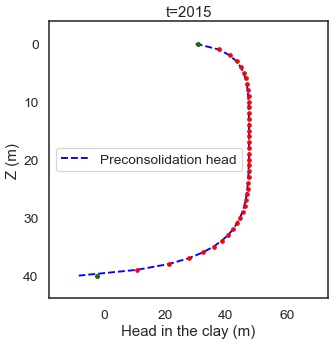 t=2015
0
10
20
30
40
Z (m)
Preconsolidation head
0 20 40 60
Head in the clay (m)